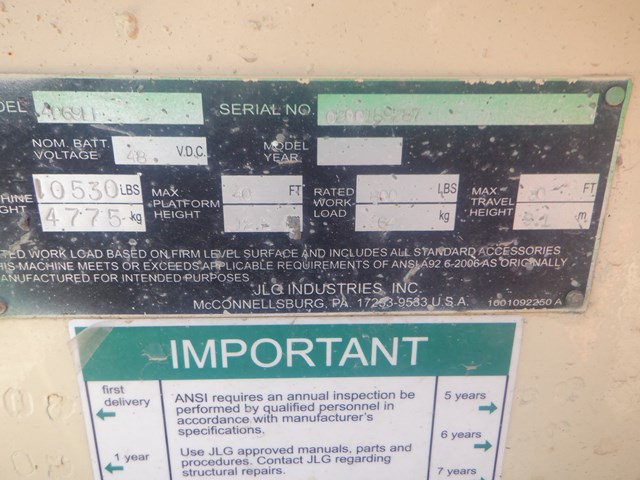 DEL SERIAL NO
NOM. BATT. VOLTAGE 48 V.D.C. MODEL YEAR
HINE GHT 10530 LBS 4775 kg MAX PLATFORM HEIGHT 40 FT RATED WORK LOAD LBS kg MAX TRAVEL HEIGHT FT m
TED WORK LOAD BASED ON FIRM LEVEL SURFACE AND INCLUDES ALL STANDARD ACCESSORIES
HIS MACHINE MEETS OR EXCEEDS APPLICABLE REQUIREMENTS OF ANSI A92.6-2006 AS ORIGINALLY
ANUFACTURED FOR INTENDED PURPOSES
JLG INDUSTRIES, INC.
McCONNELLSBURG, PA. 17233-9533 U.S.A. 1001092250 A
IMPORTANT
first delivery
ANSI requires an annual inspection be
performed by qualified personnel in
accordance with manufacturer's
specifications.
Use JLG approved manuals, parts and
procedures. Contact JLG regarding
structural repairs.
5 years
6 years
1 year
7 years